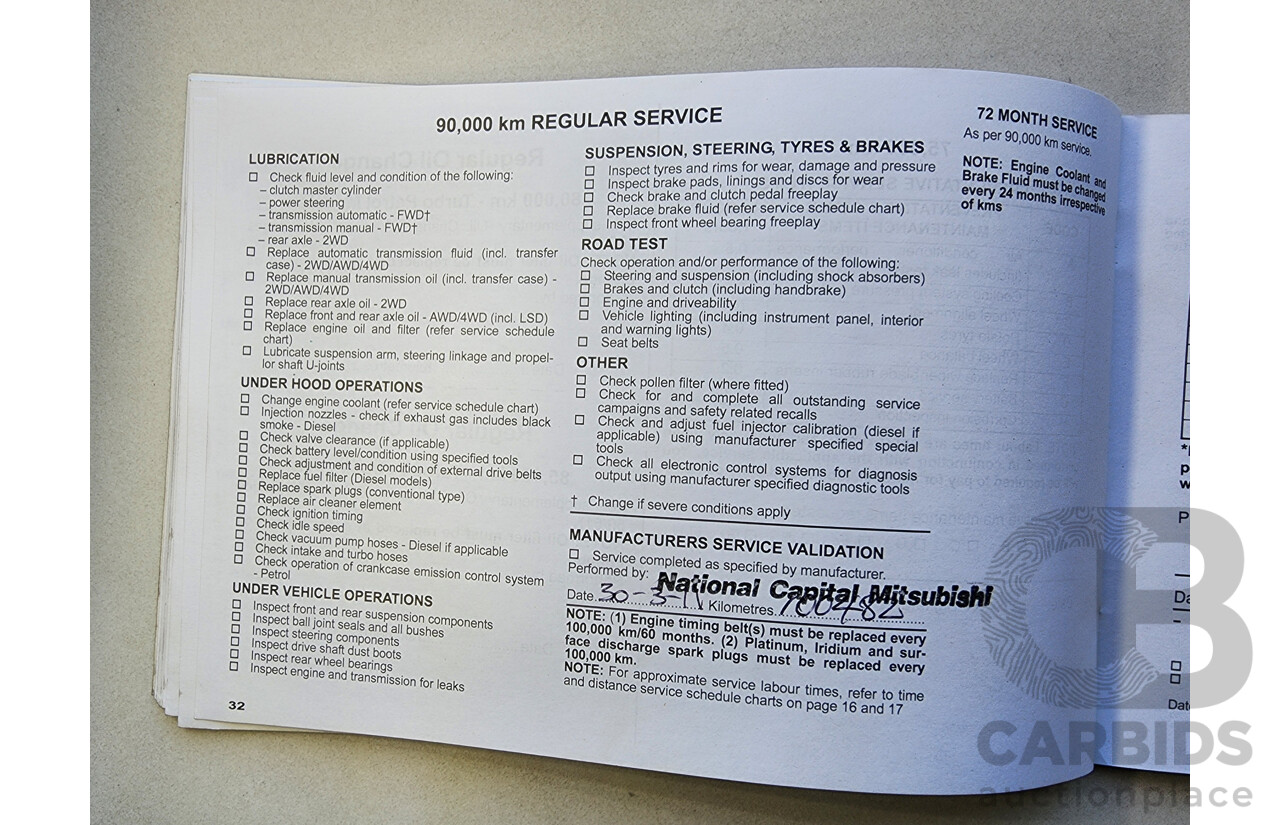 90,000 km REGULAR SERVICE
LUBRICATION
☐ Check fluid level and condition of the following:
– clutch master cylinder
– power steering
– transmission automatic - FWD†
– transmission manual - FWD†
– rear axle - 2WD
☐ Replace automatic transmission fluid (incl. transfer
case) - 2WD/AWD/4WD
☐ Replace manual transmission oil (incl. transfer case) -
2WD/AWD/4WD
☐ Replace rear axle oil - 2WD
☐ Replace front and rear axle oil - AWD/4WD (incl. LSD)
☐ Replace engine oil and filter (refer service schedule
chart)
☐ Lubricate suspension arm, steering linkage and propel-
lor shaft U-joints
UNDER HOOD OPERATIONS
☐ Change engine coolant (refer service schedule chart)
☐ Injection nozzles - check if exhaust gas includes black
smoke - Diesel
☐ Check valve clearance (if applicable)
☐ Check battery level/condition using specified tools
☐ Check adjustment and condition of external drive belts
☐ Replace fuel filter (Diesel models)
☐ Replace spark plugs (conventional type)
☐ Replace air cleaner element
☐ Check ignition timing
☐ Check idle speed
☐ Check vacuum pump hoses - Diesel if applicable
☐ Check intake and turbo hoses
☐ Check operation of crankcase emission control system
- Petrol
UNDER VEHICLE OPERATIONS
☐ Inspect front and rear suspension components
☐ Inspect ball joint seals and all bushes
☐ Inspect steering components
☐ Inspect drive shaft dust boots
☐ Inspect rear wheel bearings
☐ Inspect engine and transmission for leaks
32
SUSPENSION, STEERING, TYRES & BRAKES
☐ Inspect tyres and rims for wear, damage and pressure
☐ Inspect brake pads, linings and discs for wear
☐ Check brake and clutch pedal freeplay
☐ Replace brake fluid (refer service schedule chart)
☐ Inspect front wheel bearing freeplay
ROAD TEST
Check operation and/or performance of the following:
☐ Steering and suspension (including shock absorbers)
☐ Brakes and clutch (including handbrake)
☐ Engine and driveability
☐ Vehicle lighting (including instrument panel, interior
and warning lights)
☐ Seat belts
OTHER
☐ Check pollen filter (where fitted)
☐ Check for and complete all outstanding service
campaigns and safety related recalls
☐ Check and adjust fuel injector calibration (diesel if
applicable) using manufacturer specified special
tools
☐ Check all electronic control systems for diagnosis
output using manufacturer specified diagnostic tools
† Change if severe conditions apply
MANUFACTURERS SERVICE VALIDATION
☐ Service completed as specified by manufacturer.
Performed by: National Capital Mitsubishi
Date. 30-3- Kilometres. 100482
NOTE: (1) Engine timing belt(s) must be replaced every
100,000 km/60 months. (2) Platinum, Iridium and sur-
face discharge spark plugs must be replaced every
100,000 km.
NOTE: For approximate service labour times, refer to time
and distance service schedule charts on page 16 and 17
72 MONTH SERVICE
As per 90,000 km service.
NOTE: Engine Coolant and
Brake Fluid must be changed
every 24 months irrespective
of kms
CARBIDS
auctionplace